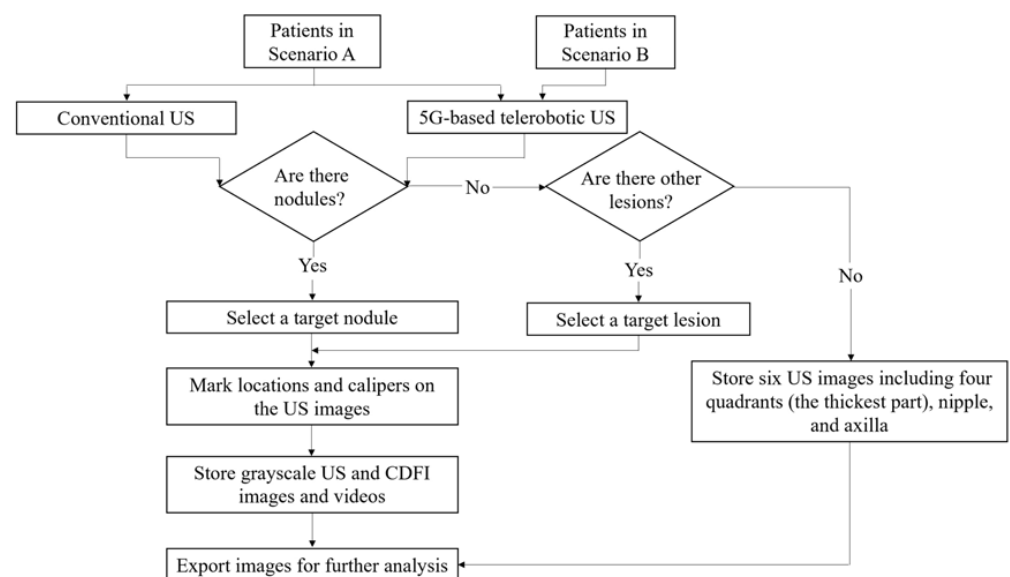 Patients in
Scenario A
Patients in
Scenario B
Conventional US
5G-based telerobotic US
Are there
nodules?
No
Are there other
lesions?
Yes
Yes
No
Select a target nodule
Select a target lesion
Mark locations and calipers on
the US images
Store six US images including four
quadrants (the thickest part), nipple,
and axilla
Store grayscale US and CDFI
images and videos
Export images for further analysis